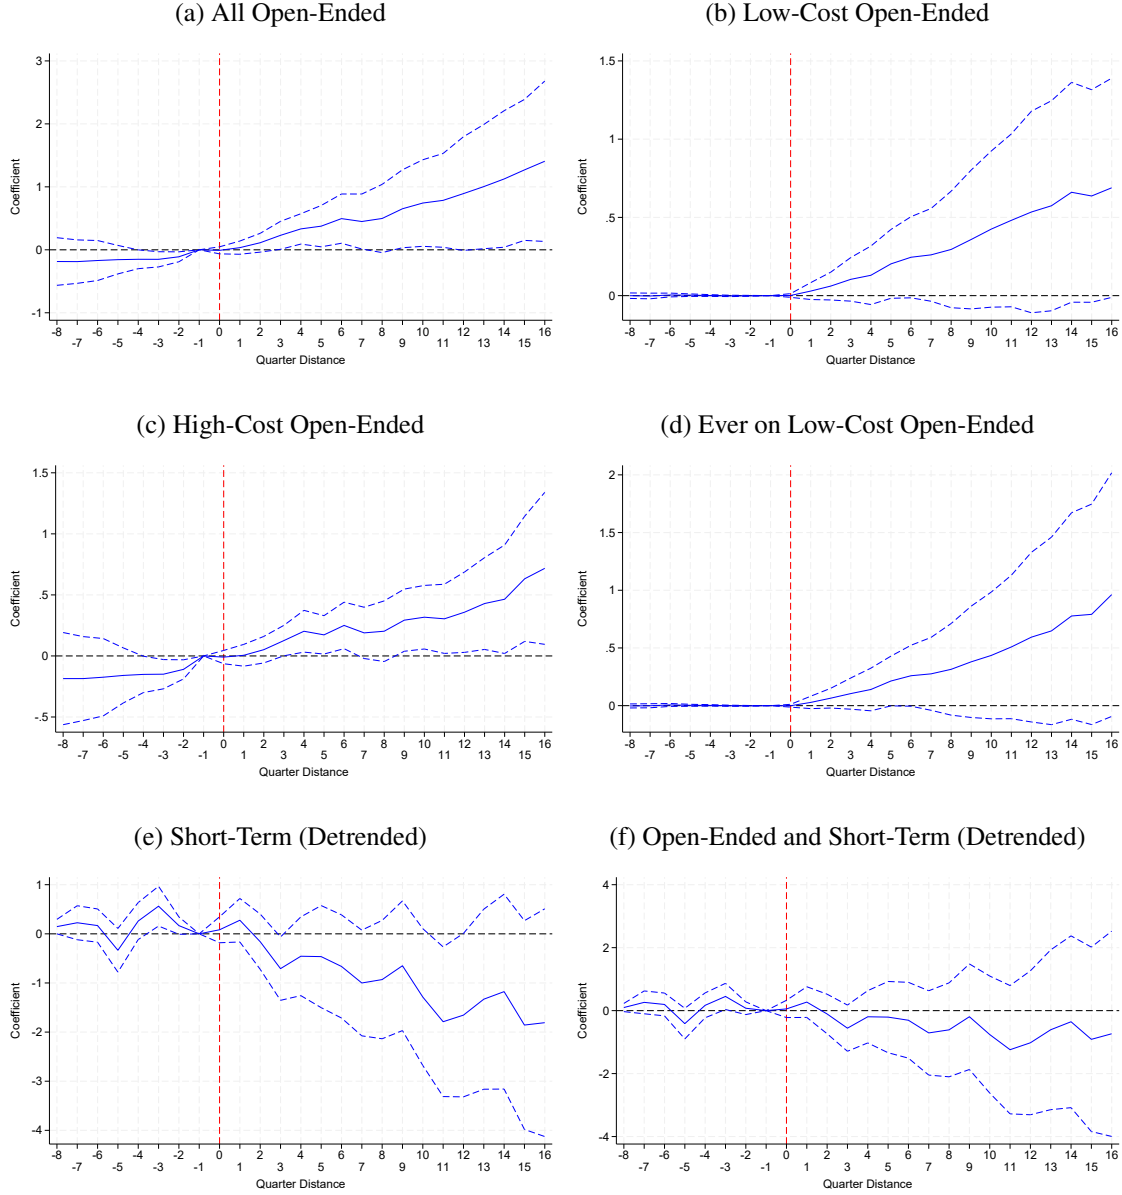 (a) All Open-Ended
(b) Low-Cost Open-Ended
3
2
1
0
-1
Coefficient
-8 -6 -4 -2 0 2 4 6 8 10 12 14 16
-7 -5 -3 -1 1 3 5 7 9 11 13 15
Quarter Distance
1.5
1
.5
0
Coefficient
-8 -6 -4 -2 0 2 4 6 8 10 12 14 16
-7 -5 -3 -1 1 3 5 7 9 11 13 15
Quarter Distance
(c) High-Cost Open-Ended
(d) Ever on Low-Cost Open-Ended
1.5
1
.5
0
-.5
Coefficient
-8 -6 -4 -2 0 2 4 6 8 10 12 14 16
-7 -5 -3 -1 1 3 5 7 9 11 13 15
Quarter Distance
2
1.5
1
.5
0
Coefficient
-8 -6 -4 -2 0 2 4 6 8 10 12 14 16
-7 -5 -3 -1 1 3 5 7 9 11 13 15
Quarter Distance
(e) Short-Term (Detrended)
(f) Open-Ended and Short-Term (Detrended)
1
0
-1
-2
-3
-4
Coefficient
-8 -6 -4 -2 0 2 4 6 8 10 12 14 16
-7 -5 -3 -1 1 3 5 7 9 11 13 15
Quarter Distance
4
2
0
-2
-4
Coefficient
-8 -6 -4 -2 0 2 4 6 8 10 12 14 16
-7 -5 -3 -1 1 3 5 7 9 11 13 15
Quarter Distance